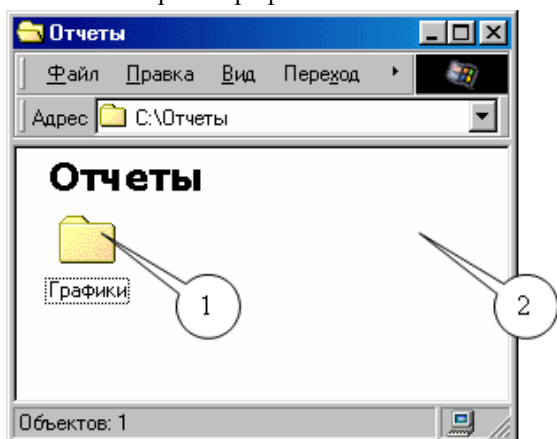 Отчеты
Файл Правка Вид Переход
Адрес C:\Отчеты
Отчеты
Графики
1
2
Объектов: 1